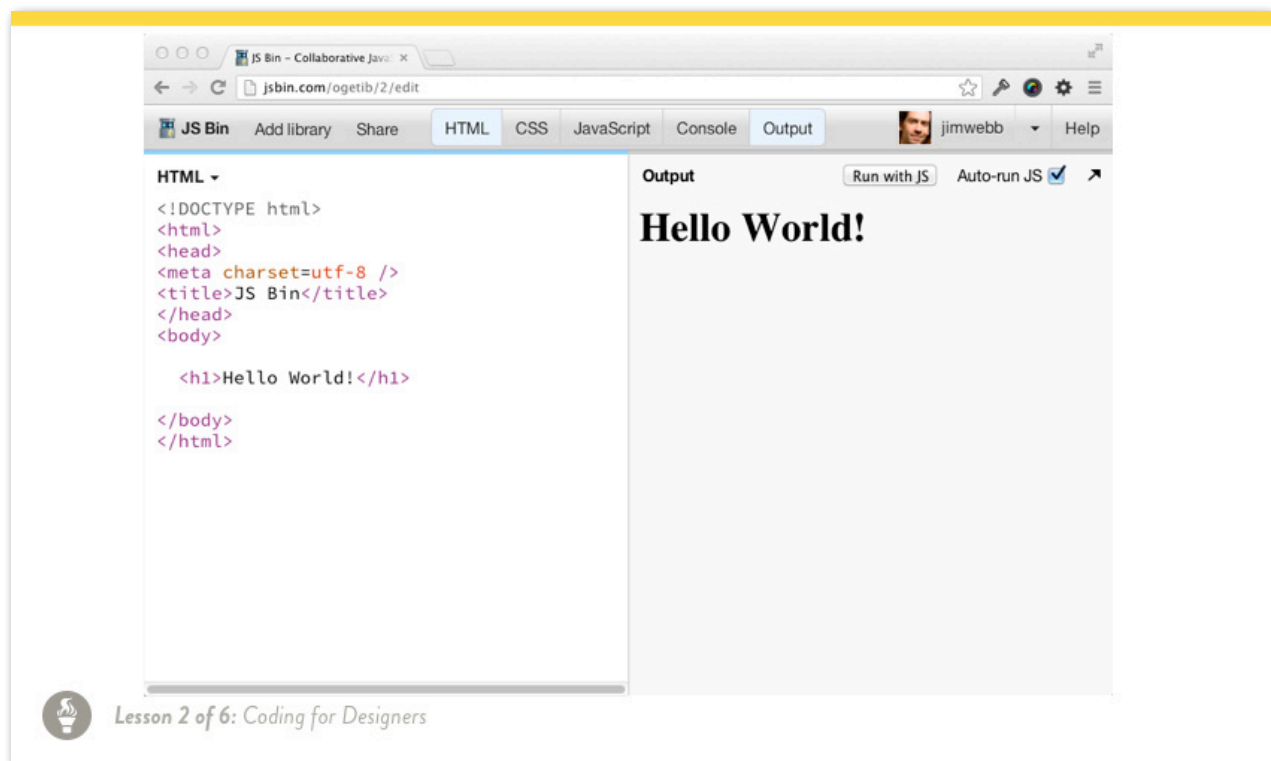 JS Bin – Collaborative Java
jsbin.com/ogetib/2/edit
JS Bin Add library Share HTML CSS JavaScript Console Output jimwebb Help
HTML
<!DOCTYPE html>
<html>
<head>
<meta charset=utf-8 />
<title>JS Bin</title>
</head>
<body>
<h1>Hello World!</h1>
</body>
</html>
Output Run with JS Auto-run JS
Hello World!
Lesson 2 of 6: Coding for Designers